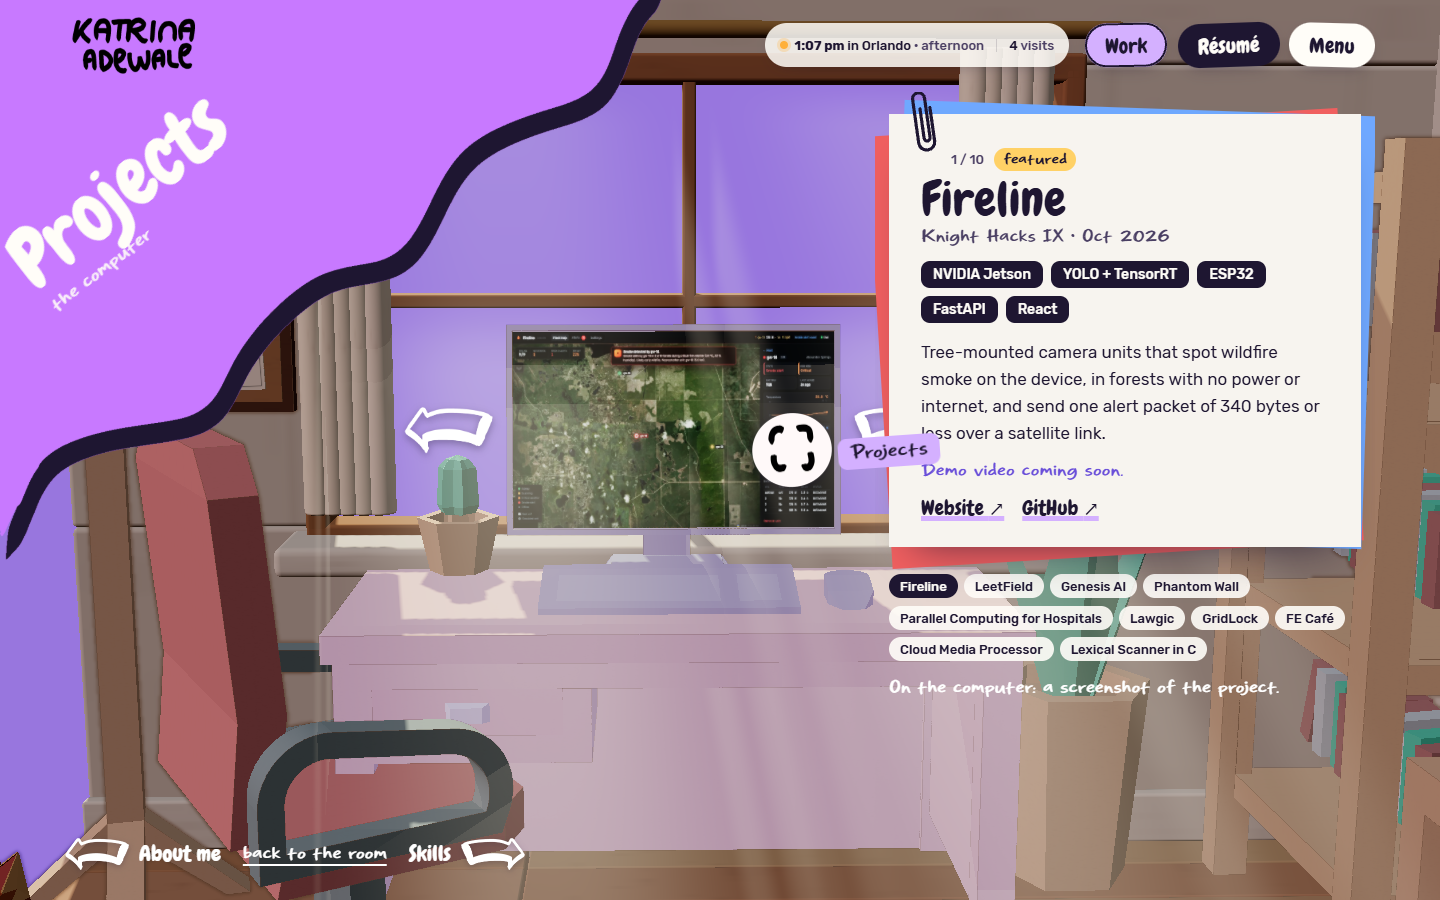 KATRINA
ADEWALE
1:07 pm in Orlando • afternoon
4 visits
Work
Résumé
Menu
Projects
the computer
1 / 10
featured
Fireline
Knight Hacks IX • Oct 2026
NVIDIA Jetson
YOLO + TensorRT
ESP32
FastAPI
React
Tree-mounted camera units that spot wildfire
smoke on the device, in forests with no power or
internet, and send one alert packet of 340 bytes or
less over a satellite link.
Projects
Demo video coming soon.
Website ↗
GitHub ↗
Fireline
LeetField
Genesis AI
Phantom Wall
Parallel Computing for Hospitals
Lawgic
GridLock
FE Café
Cloud Media Processor
Lexical Scanner in C
On the computer: a screenshot of the project.
About me
back to the room
Skills